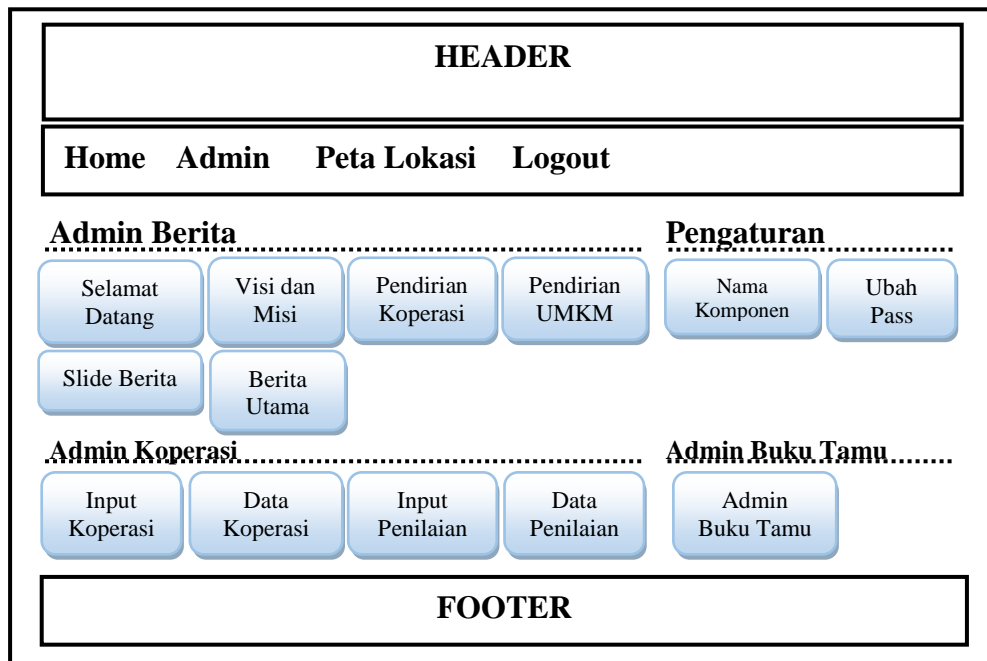 HEADER
Home Admin Peta Lokasi Logout
Admin Berita
Selamat
Datang
Visi dan
Misi
Pendirian
Koperasi
Pendirian
UMKM
Slide Berita
Berita
Utama
Pengaturan
Nama
Komponen
Ubah
Pass
Admin Koperasi
Input
Koperasi
Data
Koperasi
Input
Penilaian
Data
Penilaian
Admin Buku Tamu
Admin
Buku Tamu
FOOTER